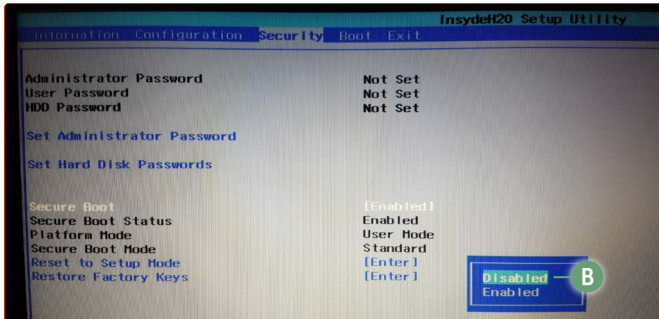 InsydeH20 Setup Utility
Information Configuration Security Boot Exit
Administrator Password Not Set
User Password Not Set
HDD Password Not Set
Set Administrator Password
Set Hard Disk Passwords
Secure Boot [Enabled]
Secure Boot Status Enabled
Platform Mode User Mode
Secure Boot Mode Standard
Reset to Setup Mode [Enter]
Restore Factory Keys [Enter]
Disabled B
Enabled